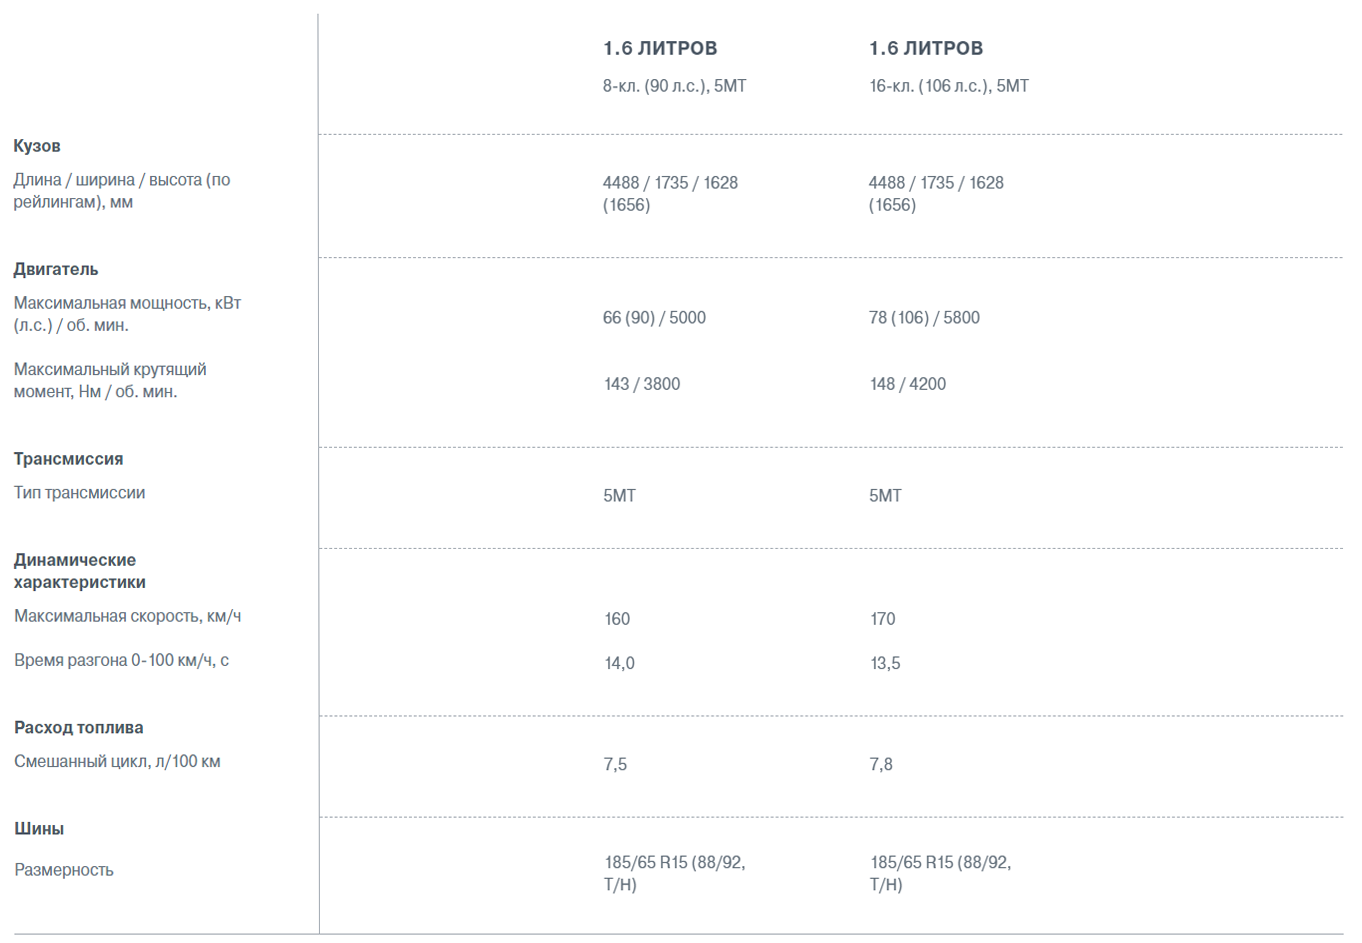 1.6 ЛИТРОВ 1.6 ЛИТРОВ
8-кл. (90 л.с.), 5МТ 16-кл. (106 л.с.), 5МТ
Кузов
Длина / ширина / высота (по
рейлингам), мм
4488 / 1735 / 1628
(1656)
4488 / 1735 / 1628
(1656)
Двигатель
Максимальная мощность, кВт
(л.с.) / об. мин.
66 (90) / 5000 78 (106) / 5800
Максимальный крутящий
момент, Нм / об. мин.
143 / 3800 148 / 4200
Трансмиссия
Тип трансмиссии 5МТ 5МТ
Динамические
характеристики
Максимальная скорость, км/ч 160 170
Время разгона 0-100 км/ч, с 14,0 13,5
Расход топлива
Смешанный цикл, л/100 км 7,5 7,8
Шины
Размерность
185/65 R15 (88/92,
T/H)
185/65 R15 (88/92,
T/H)